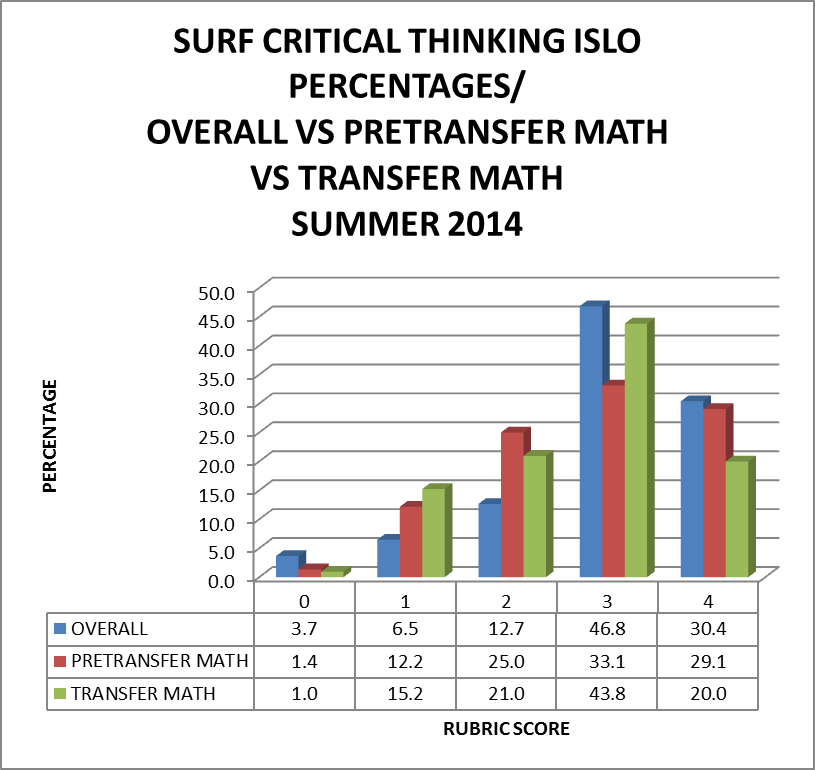 SURF CRITICAL THINKING ISLO
PERCENTAGES/
OVERALL VS PRETRANSFER MATH
VS TRANSFER MATH
SUMMER 2014
50.0
45.0
40.0
35.0
30.0
25.0
20.0
15.0
10.0
5.0
0.0
PERCENTAGE
0 1 2 3 4
OVERALL 3.7 6.5 12.7 46.8 30.4
PRETRANSFER MATH 1.4 12.2 25.0 33.1 29.1
TRANSFER MATH 1.0 15.2 21.0 43.8 20.0
RUBRIC SCORE